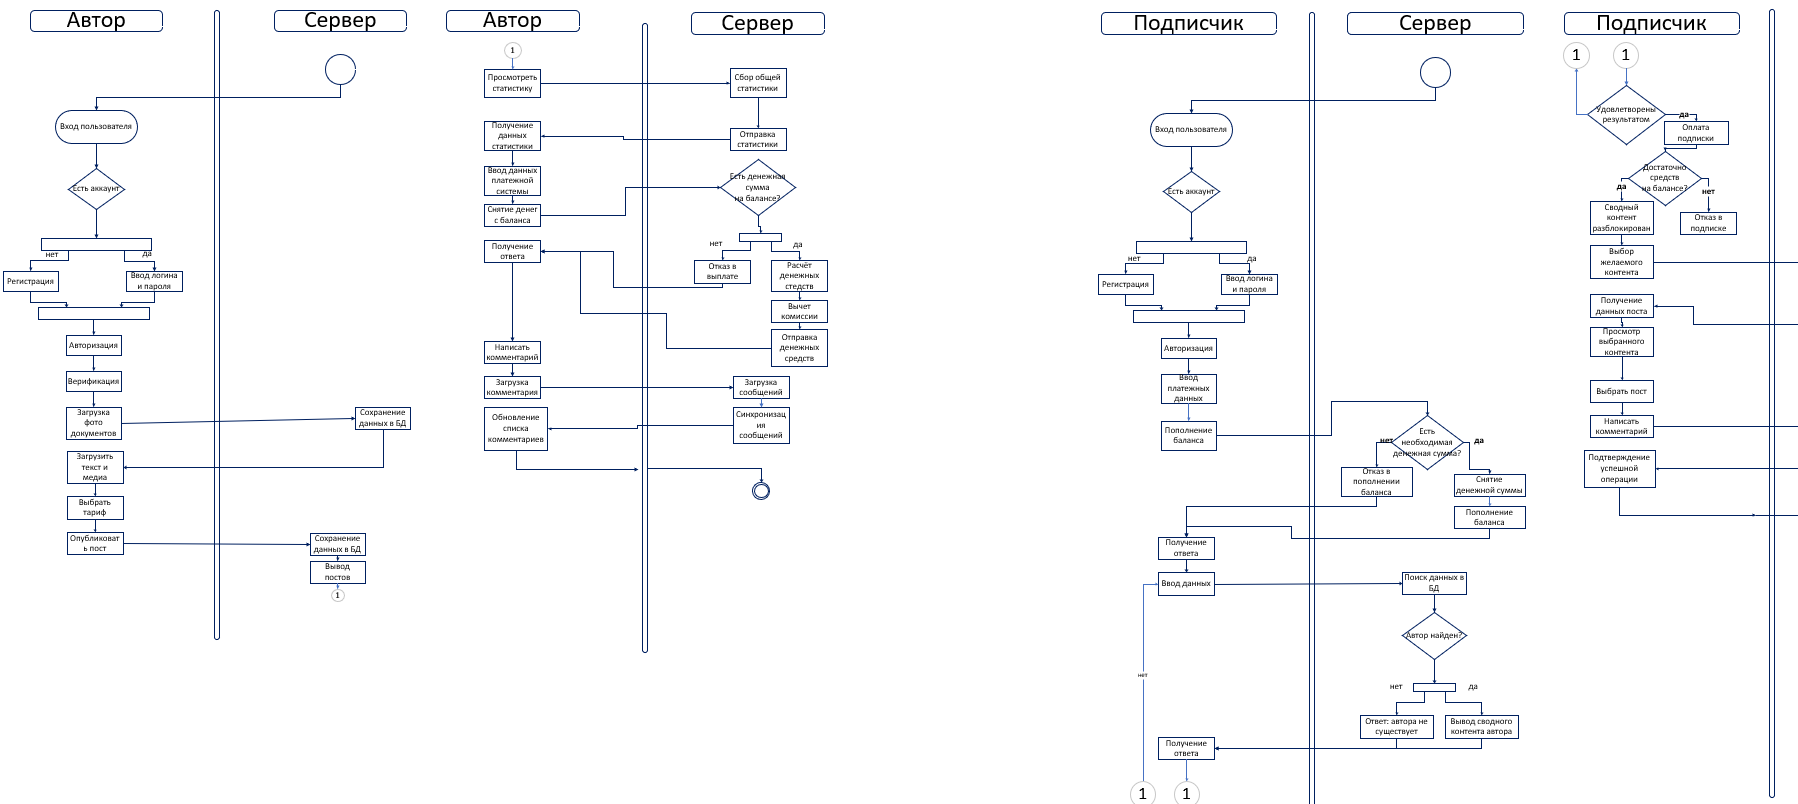 Автор
Сервер
Вход пользователя
Есть аккаунт
нет
да
Регистрация
Ввод логина
и пароля
Авторизация
Верификация
Загрузка
фото
документов
Сохранение
данных в БД
Загрузить
текст и
медиа
Выбрать
тариф
Опубликоват
ь пост
Сохранение
данных в БД
Вывод
постов
1
Автор
Сервер
1
Просмотреть
статистику
Сбор общей
статистики
Получение
данных
статистики
Отправка
статистики
Ввод данных
платежной
системы
Есть денежная
сумма
на балансе?
Снятие денег
с баланса
нет
да
Получение
ответа
Отказ в
выплате
Расчёт
денежных
стедств
Вычет
комиссии
Отправка
денежных
средств
Написать
комментарий
Загрузка
комментария
Загрузка
сообщений
Обновление
списка
комментариев
Синхронизац
ия
сообщений
Подписчик
Сервер
Вход пользователя
Есть аккаунт
нет
да
Регистрация
Ввод логина
и пароля
Авторизация
Ввод
платежных
данных
Пополнение
баланса
Есть
необходимая
денежная сумма?
нет
да
Отказ в
пополнении
баланса
Снятие
денежной суммы
Пополнение
баланса
Получение
ответа
Ввод данных
Поиск данных в
БД
Автор найден?
нет
нет
да
Ответ: автора не
существует
Вывод сводного
контента автора
Получение
ответа
1
1
Подписчик
1
1
Удовлетворены
результатом
да
Оплата
подписки
Достаточно
средств
на балансе?
да
нет
Сводный
контент
разблокирован
Отказ в
подписке
Выбор
желаемого
контента
Получение
данных поста
Просмотр
выбранного
контента
Выбрать пост
Написать
комментарий
Подтверждение
успешной
операции